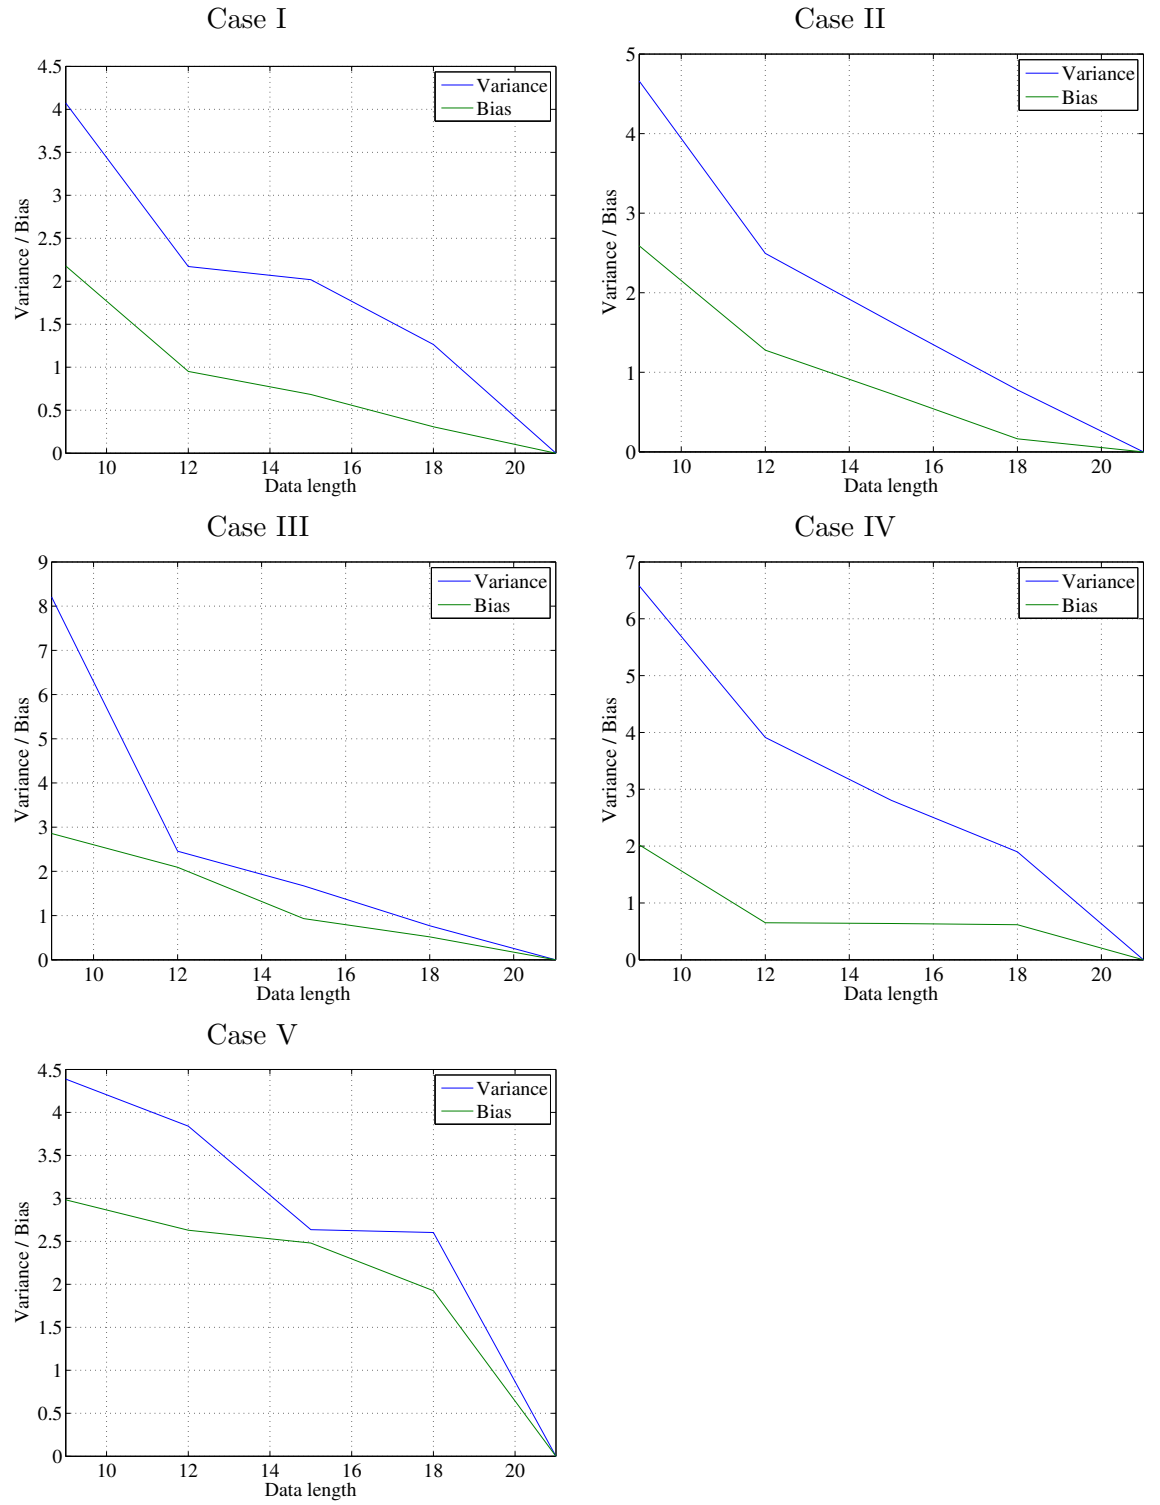 Case I
4.5
4
3.5
3
2.5
2
1.5
1
0.5
0
Variance / Bias
Variance
Bias
10 12 14 16 18 20
Data length
Case II
5
4
3
2
1
0
Variance / Bias
Variance
Bias
10 12 14 16 18 20
Data length
Case III
9
8
7
6
5
4
3
2
1
0
Variance / Bias
Variance
Bias
10 12 14 16 18 20
Data length
Case IV
7
6
5
4
3
2
1
0
Variance / Bias
Variance
Bias
10 12 14 16 18 20
Data length
Case V
4.5
4
3.5
3
2.5
2
1.5
1
0.5
0
Variance / Bias
Variance
Bias
10 12 14 16 18 20
Data length